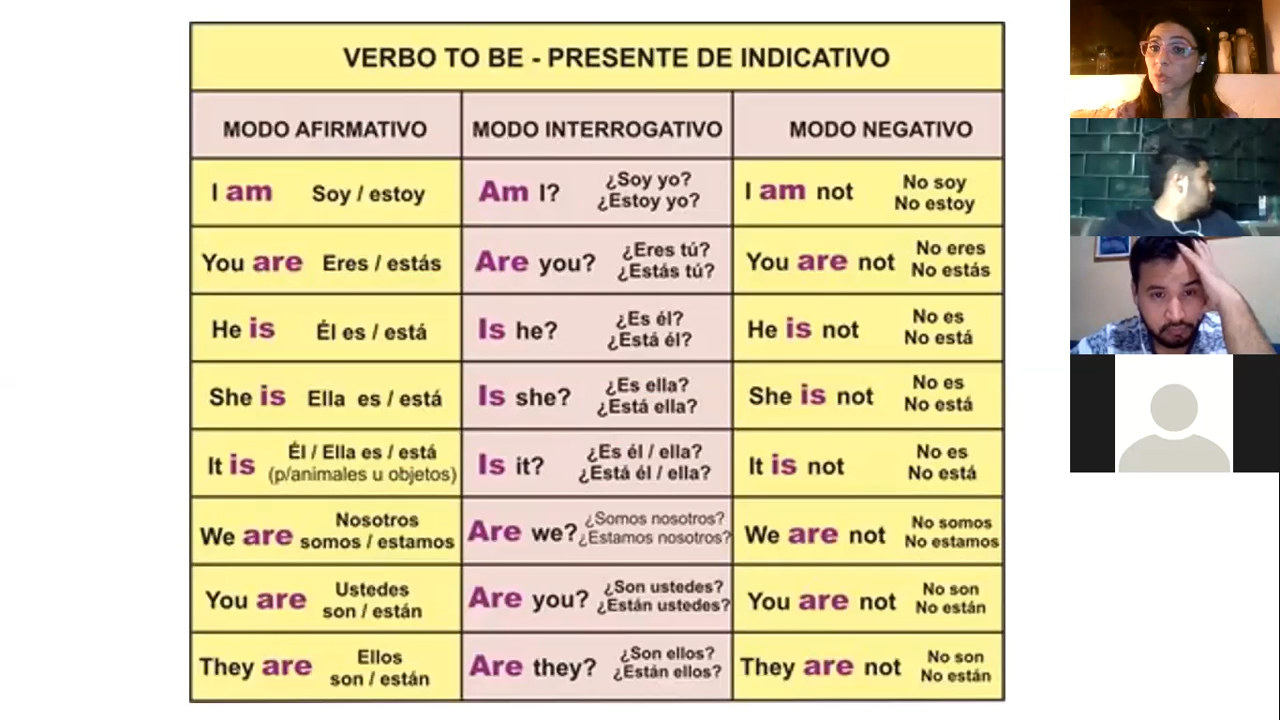 VERBO TO BE - PRESENTE DE INDICATIVO
MODO AFIRMATIVO
MODO INTERROGATIVO
MODO NEGATIVO
I am
Soy / estoy
Am I?
¿Soy yo?
¿Estoy yo?
I am not
No soy
No estoy
You are
Eres / estás
Are you?
¿Eres tú?
¿Estás tú?
You are not
No eres
No estás
He is
Él es / está
Is he?
¿Es él?
¿Está él?
He is not
No es
No está
She is
Ella es / está
Is she?
¿Es ella?
¿Está ella?
She is not
No es
No está
It is
Él / Ella es / está
(p/animales u objetos)
Is it?
¿Es él / ella?
¿Está él / ella?
It is not
No es
No está
We are
Nosotros
somos / estamos
Are we?
¿Somos nosotros?
¿Estamos nosotros?
We are not
No somos
No estamos
You are
Ustedes
son / están
Are you?
¿Son ustedes?
¿Están ustedes?
You are not
No son
No están
They are
Ellos
son / están
Are they?
¿Son ellos?
¿Están ellos?
They are not
No son
No están